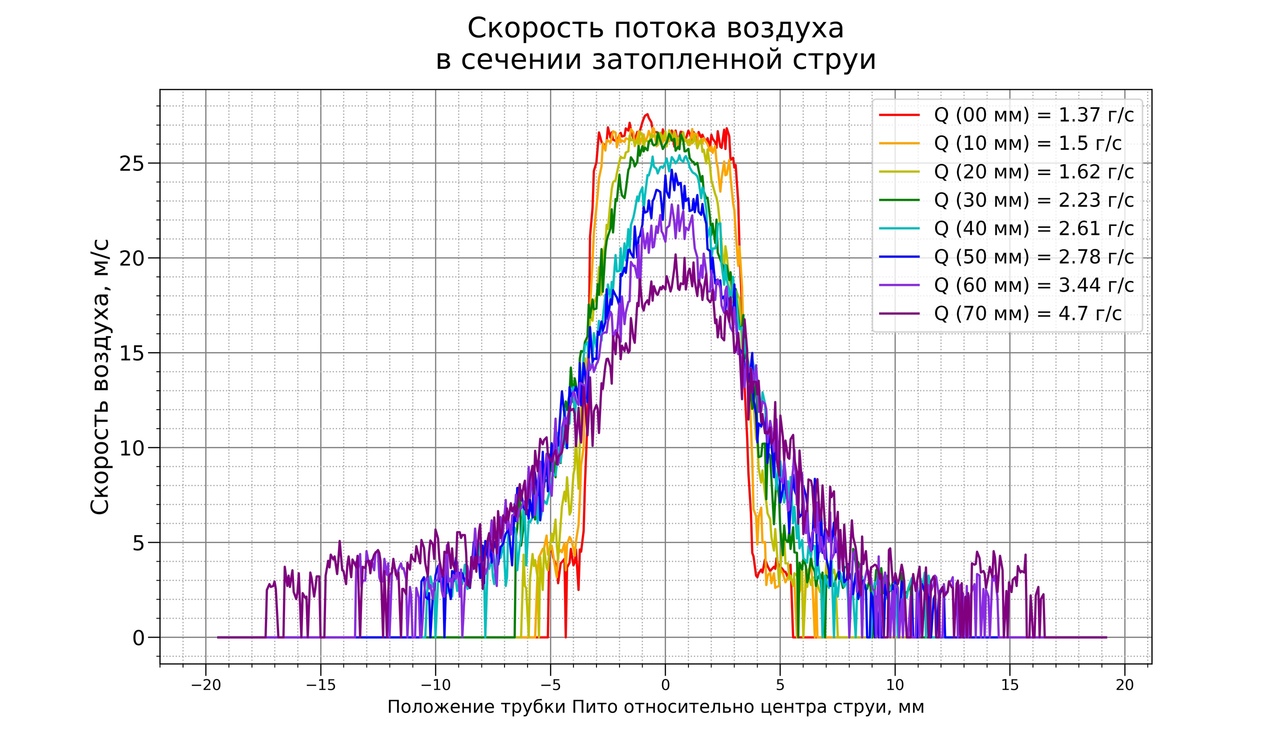 Скорость потока воздуха
в сечении затопленной струи
Скорость воздуха, м/с
25
20
15
10
5
0
Q (00 мм) = 1.37 г/с
Q (10 мм) = 1.5 г/с
Q (20 мм) = 1.62 г/с
Q (30 мм) = 2.23 г/с
Q (40 мм) = 2.61 г/с
Q (50 мм) = 2.78 г/с
Q (60 мм) = 3.44 г/с
Q (70 мм) = 4.7 г/с
−20 −15 −10 −5 0 5 10 15 20
Положение трубки Пито относительно центра струи, мм